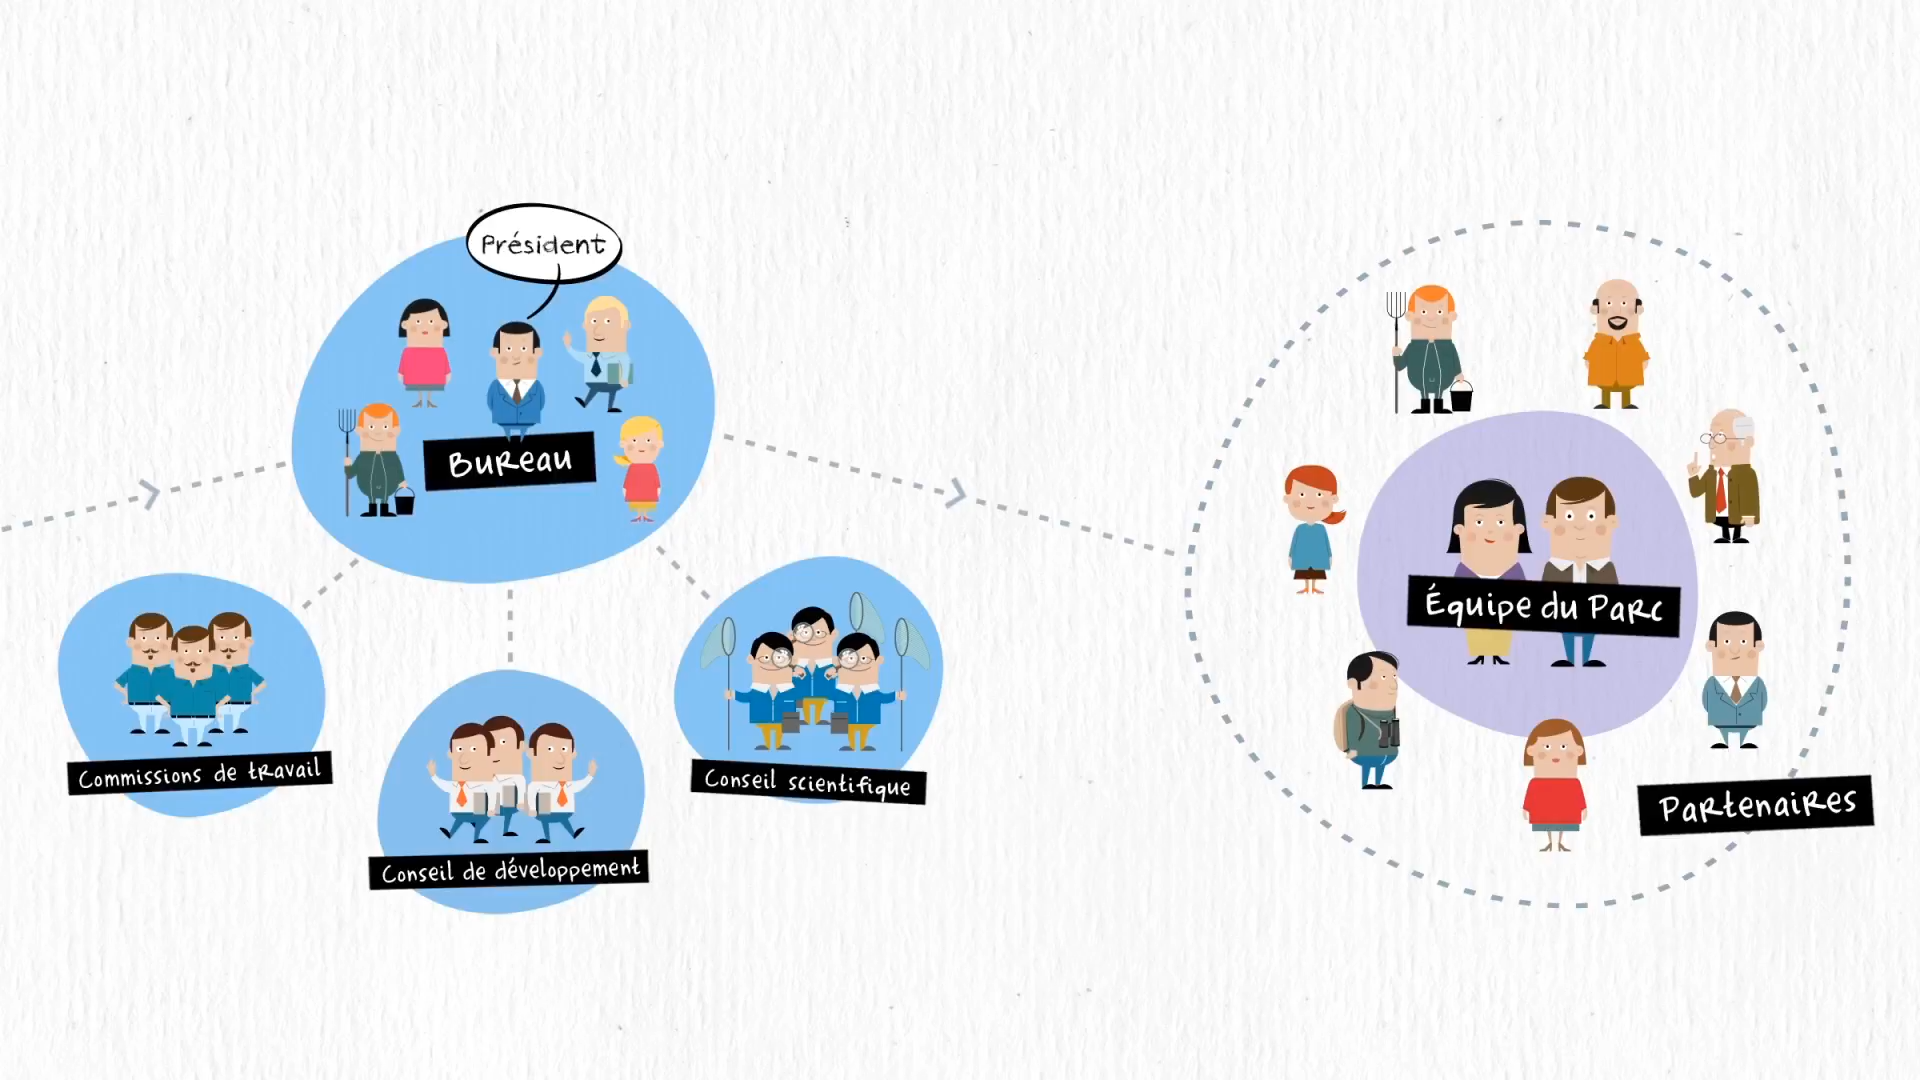 Président
Bureau
Commissions de travail
Conseil de développement
Conseil scientifique
Équipe du Parc
Partenaires